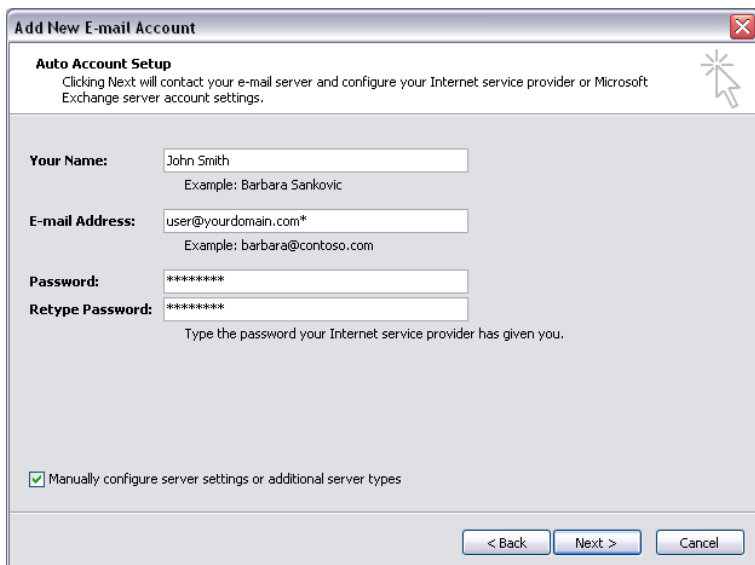 Add New E-mail Account
Auto Account Setup
Clicking Next will contact your e-mail server and configure your Internet service provider or Microsoft
Exchange server account settings.
Your Name: John Smith
Example: Barbara Sankovic
E-mail Address: user@yourdomain.com*
Example: barbara@contoso.com
Password: ********
Retype Password: ********
Type the password your Internet service provider has given you.
Manually configure server settings or additional server types
< Back Next > Cancel